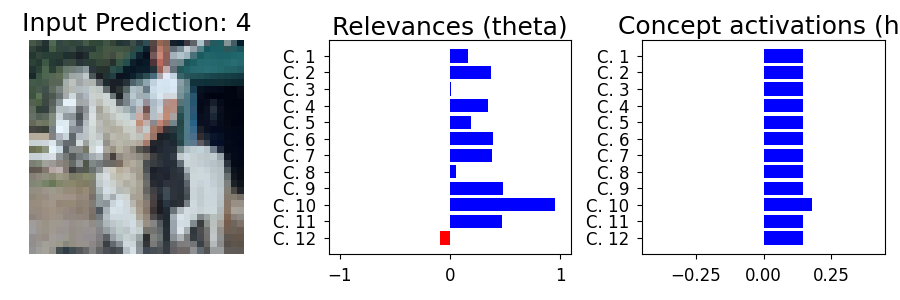 Input Prediction: 4
Relevances (theta)
C. 1
C. 2
C. 3
C. 4
C. 5
C. 6
C. 7
C. 8
C. 9
C. 10
C. 11
C. 12
−1
0
1
Concept activations (h
C. 1
C. 2
C. 3
C. 4
C. 5
C. 6
C. 7
C. 8
C. 9
C. 10
C. 11
C. 12
−0.25
0.00
0.25